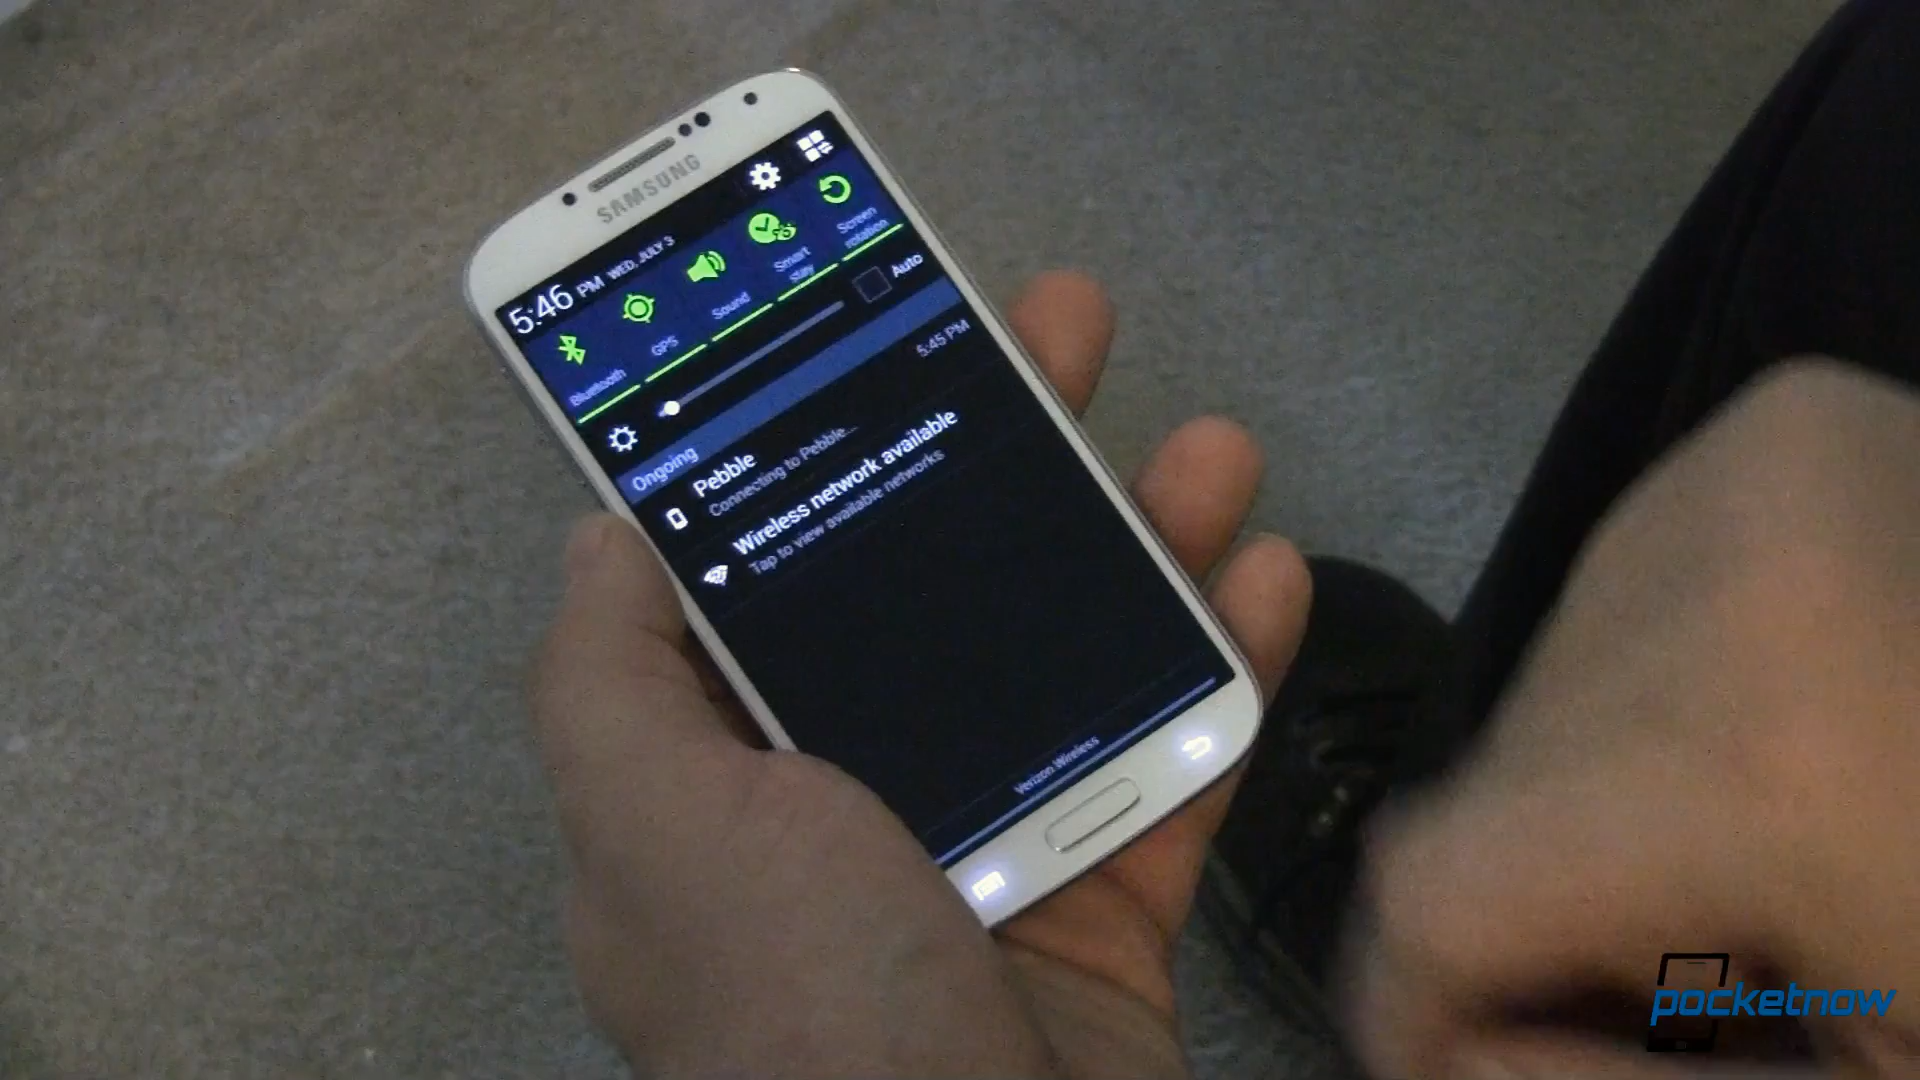 SAMSUNG
5:46 PM WED, JULY 3
Bluetooth
GPS
Sound
Smart
stay
Screen
rotation
Auto
Ongoing
5:45 PM
Pebble
Connecting to Pebble...
Wireless network available
Tap to view available networks
Verizon Wireless
pocketnow